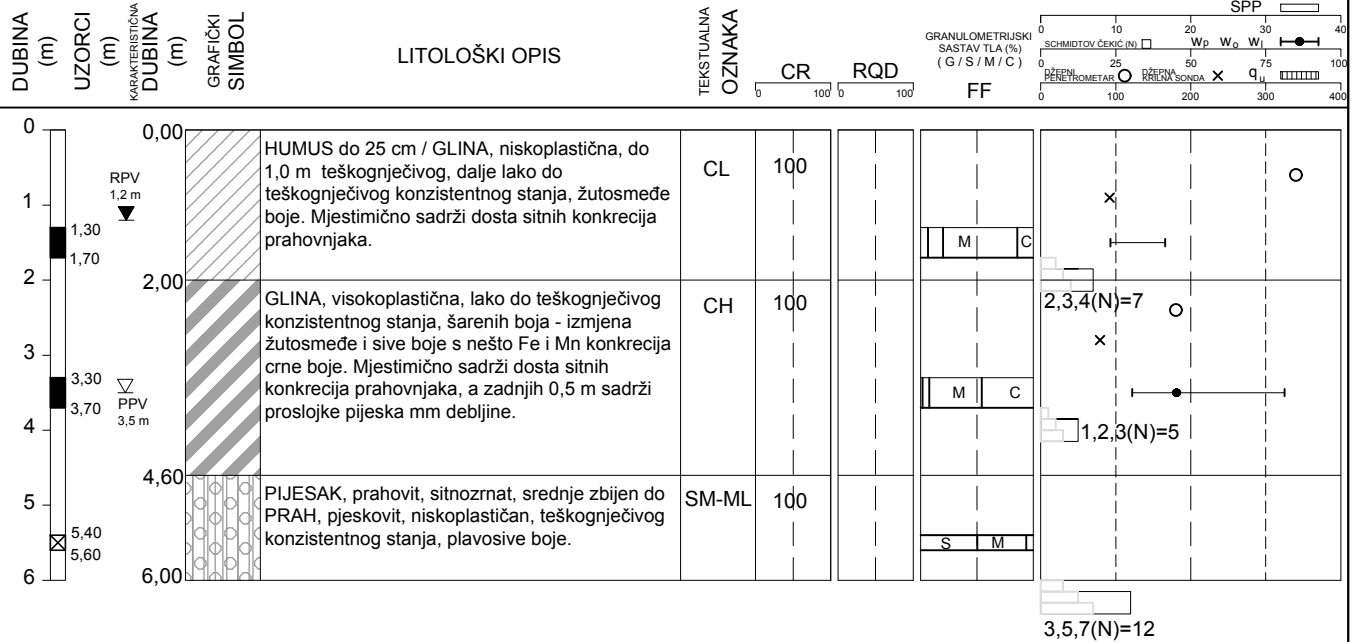 DUBINA (m)
UZORCI (m)
KARAKTERISTIČNA DUBINA (m)
GRAFIČKI SIMBOL
LITOLOŠKI OPIS
TEKSTUALNA OZNAKA
CR
0 100
RQD
0 100
GRANULOMETRIJSKI
SASTAV TLA (%)
( G / S / M / C )
FF
SPP
0 10 20 30 40
SCHMIDTOV ČEKIĆ (N) wp wo wl
0 25 50 75 100
DŽEPNI PENETROMETAR DŽEPNA KRILNA SONDA qu
0 100 200 300 400
0
0,00
HUMUS do 25 cm / GLINA, niskoplastična, do
1,0 m teškognječivog, dalje lako do
teškognječivog konzistentnog stanja, žutosmeđe
boje. Mjestimično sadrži dosta sitnih konkrecija
prahovnjaka.
CL
100
RPV
1,2 m
1
1,30
1,70
M C
2
2,00
2,3,4(N)=7
GLINA, visokoplastična, lako do teškognječivog
konzistentnog stanja, šarenih boja - izmjena
žutosmeđe i sive boje s nešto Fe i Mn konkrecija
crne boje. Mjestimično sadrži dosta sitnih
konkrecija prahovnjaka, a zadnjih 0,5 m sadrži
proslojke pijeska mm debljine.
CH
100
3
3,30
3,70
PPV
3,5 m
M C
4
1,2,3(N)=5
4,60
PIJESAK, prahovit, sitnozrnat, srednje zbijen do
PRAH, pjeskovit, niskoplastičan, teškognječivog
konzistentnog stanja, plavosive boje.
SM-ML
100
5
5,40
5,60
S M
6
6,00
3,5,7(N)=12